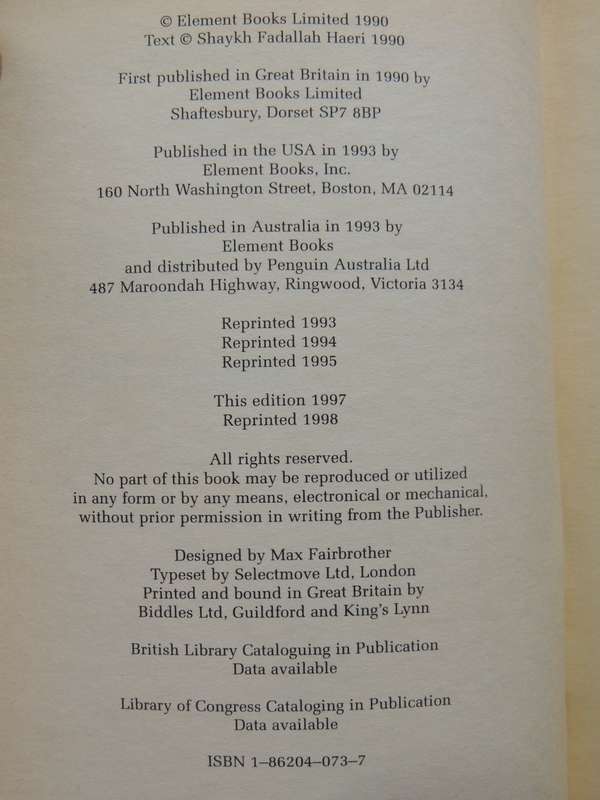 © Element Books Limited 1990
Text © Shaykh Fadallah Haeri 1990
First published in Great Britain in 1990 by
Element Books Limited
Shaftesbury, Dorset SP7 8BP
Published in the USA in 1993 by
Element Books, Inc.
160 North Washington Street, Boston, MA 02114
Published in Australia in 1993 by
Element Books
and distributed by Penguin Australia Ltd
487 Maroondah Highway, Ringwood, Victoria 3134
Reprinted 1993
Reprinted 1994
Reprinted 1995
This edition 1997
Reprinted 1998
All rights reserved.
No part of this book may be reproduced or utilized
in any form or by any means, electronical or mechanical,
without prior permission in writing from the Publisher.
Designed by Max Fairbrother
Typeset by Selectmove Ltd, London
Printed and bound in Great Britain by
Biddles Ltd, Guildford and King's Lynn
British Library Cataloguing in Publication
Data available
Library of Congress Cataloging in Publication
Data available
ISBN 1–86204–073–7